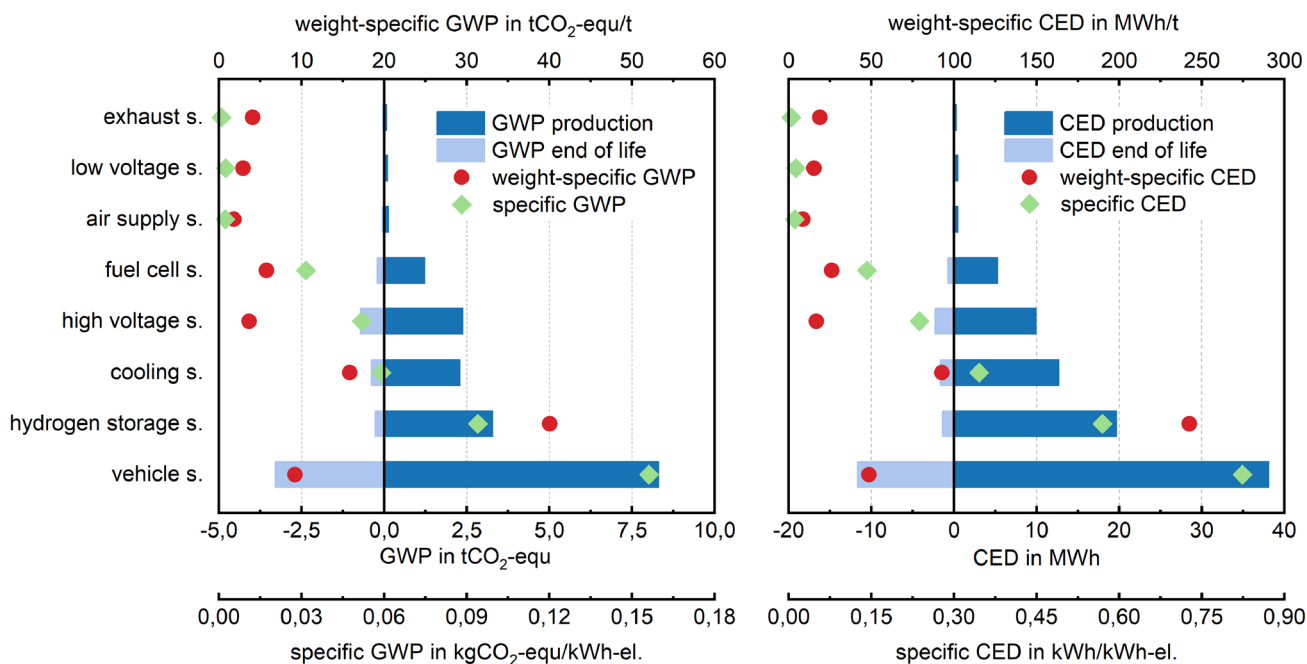 weight-specific GWP in tCO₂-equ/t
0 10 20 30 40 50 60
exhaust s.
low voltage s.
air supply s.
fuel cell s.
high voltage s.
cooling s.
hydrogen storage s.
vehicle s.
GWP production
GWP end of life
weight-specific GWP
specific GWP
-5,0 -2,5 0,0 2,5 5,0 7,5 10,0
GWP in tCO₂-equ
0,00 0,03 0,06 0,09 0,12 0,15 0,18
specific GWP in kgCO₂-equ/kWh-el.
weight-specific CED in MWh/t
0 50 100 150 200 250 300
CED production
CED end of life
weight-specific CED
specific CED
-20 -10 0 10 20 30 40
CED in MWh
0,00 0,15 0,30 0,45 0,60 0,75 0,90
specific CED in kWh/kWh-el.